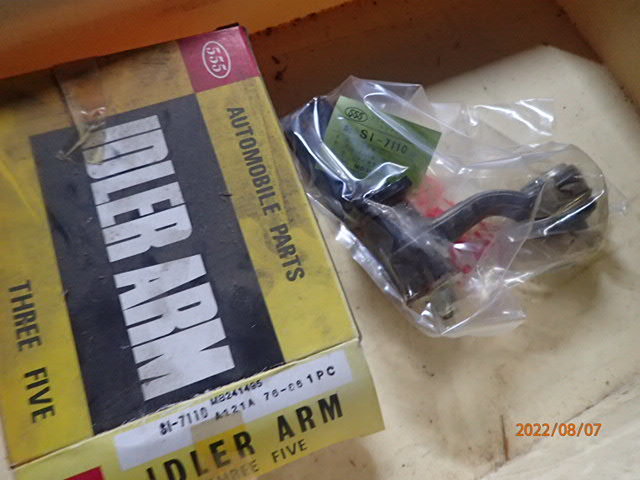 555
AUTOMOBILE PARTS
IDLER ARM
THREE FIVE
MB241495
SI-7110 A121A 76-86 1PC
IDLER ARM
THREE FIVE
555
SI-7110
2022/08/07